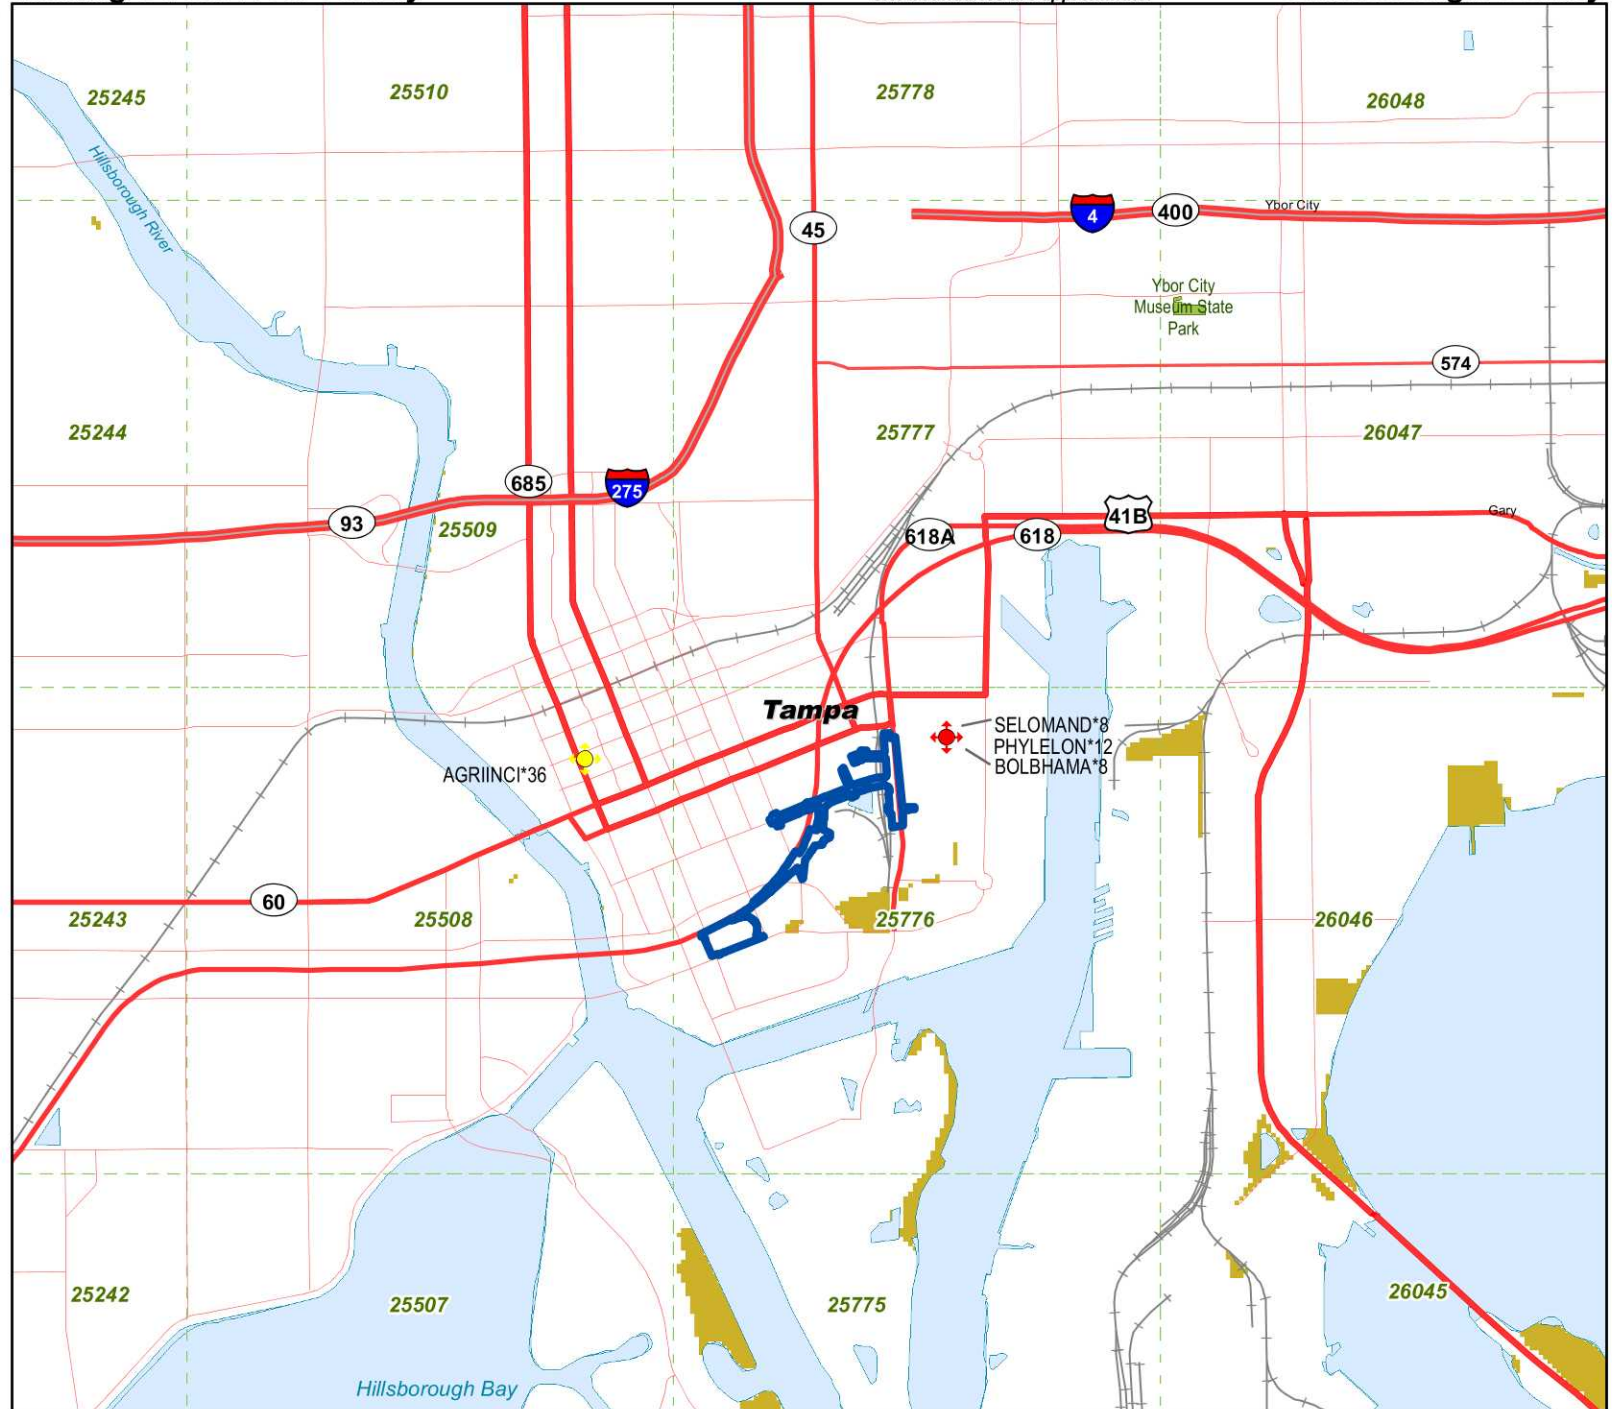 25245
25510
25778
26048
Hillsborough River
45
4
400
Ybor City
Ybor City
Museum State
Park
574
25244
25777
26047
685
275
93
25509
618A
618
41B
Gary
Tampa
SELOMAND*8
PHYLELON*12
BOLBHAMA*8
AGRIINCI*36
60
25243
25508
25776
26046
25242
25507
25775
26045
Hillsborough Bay